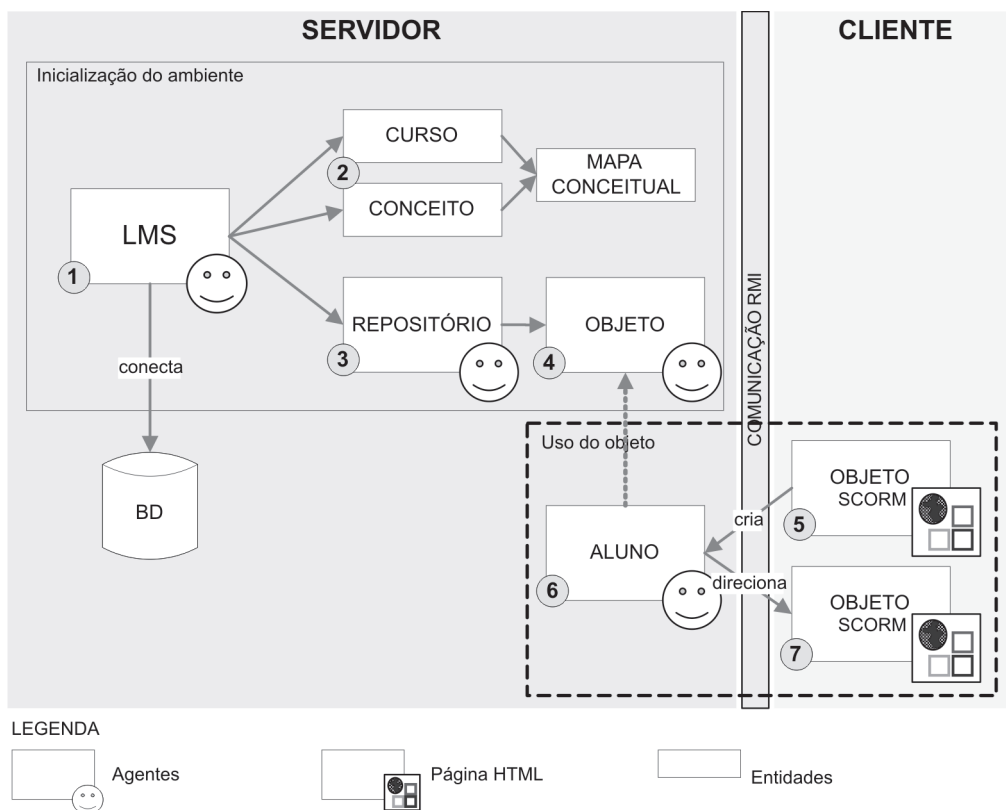 SERVIDOR
CLIENTE
Inicialização do ambiente
CURSO
2
MAPA
CONCEITUAL
CONCEITO
LMS
1
REPOSITÓRIO
3
OBJETO
4
conecta
BD
COMUNICAÇÃO RMI
Uso do objeto
OBJETO
SCORM
5
cria
ALUNO
6
direciona
OBJETO
SCORM
7
LEGENDA
Agentes
Página HTML
Entidades